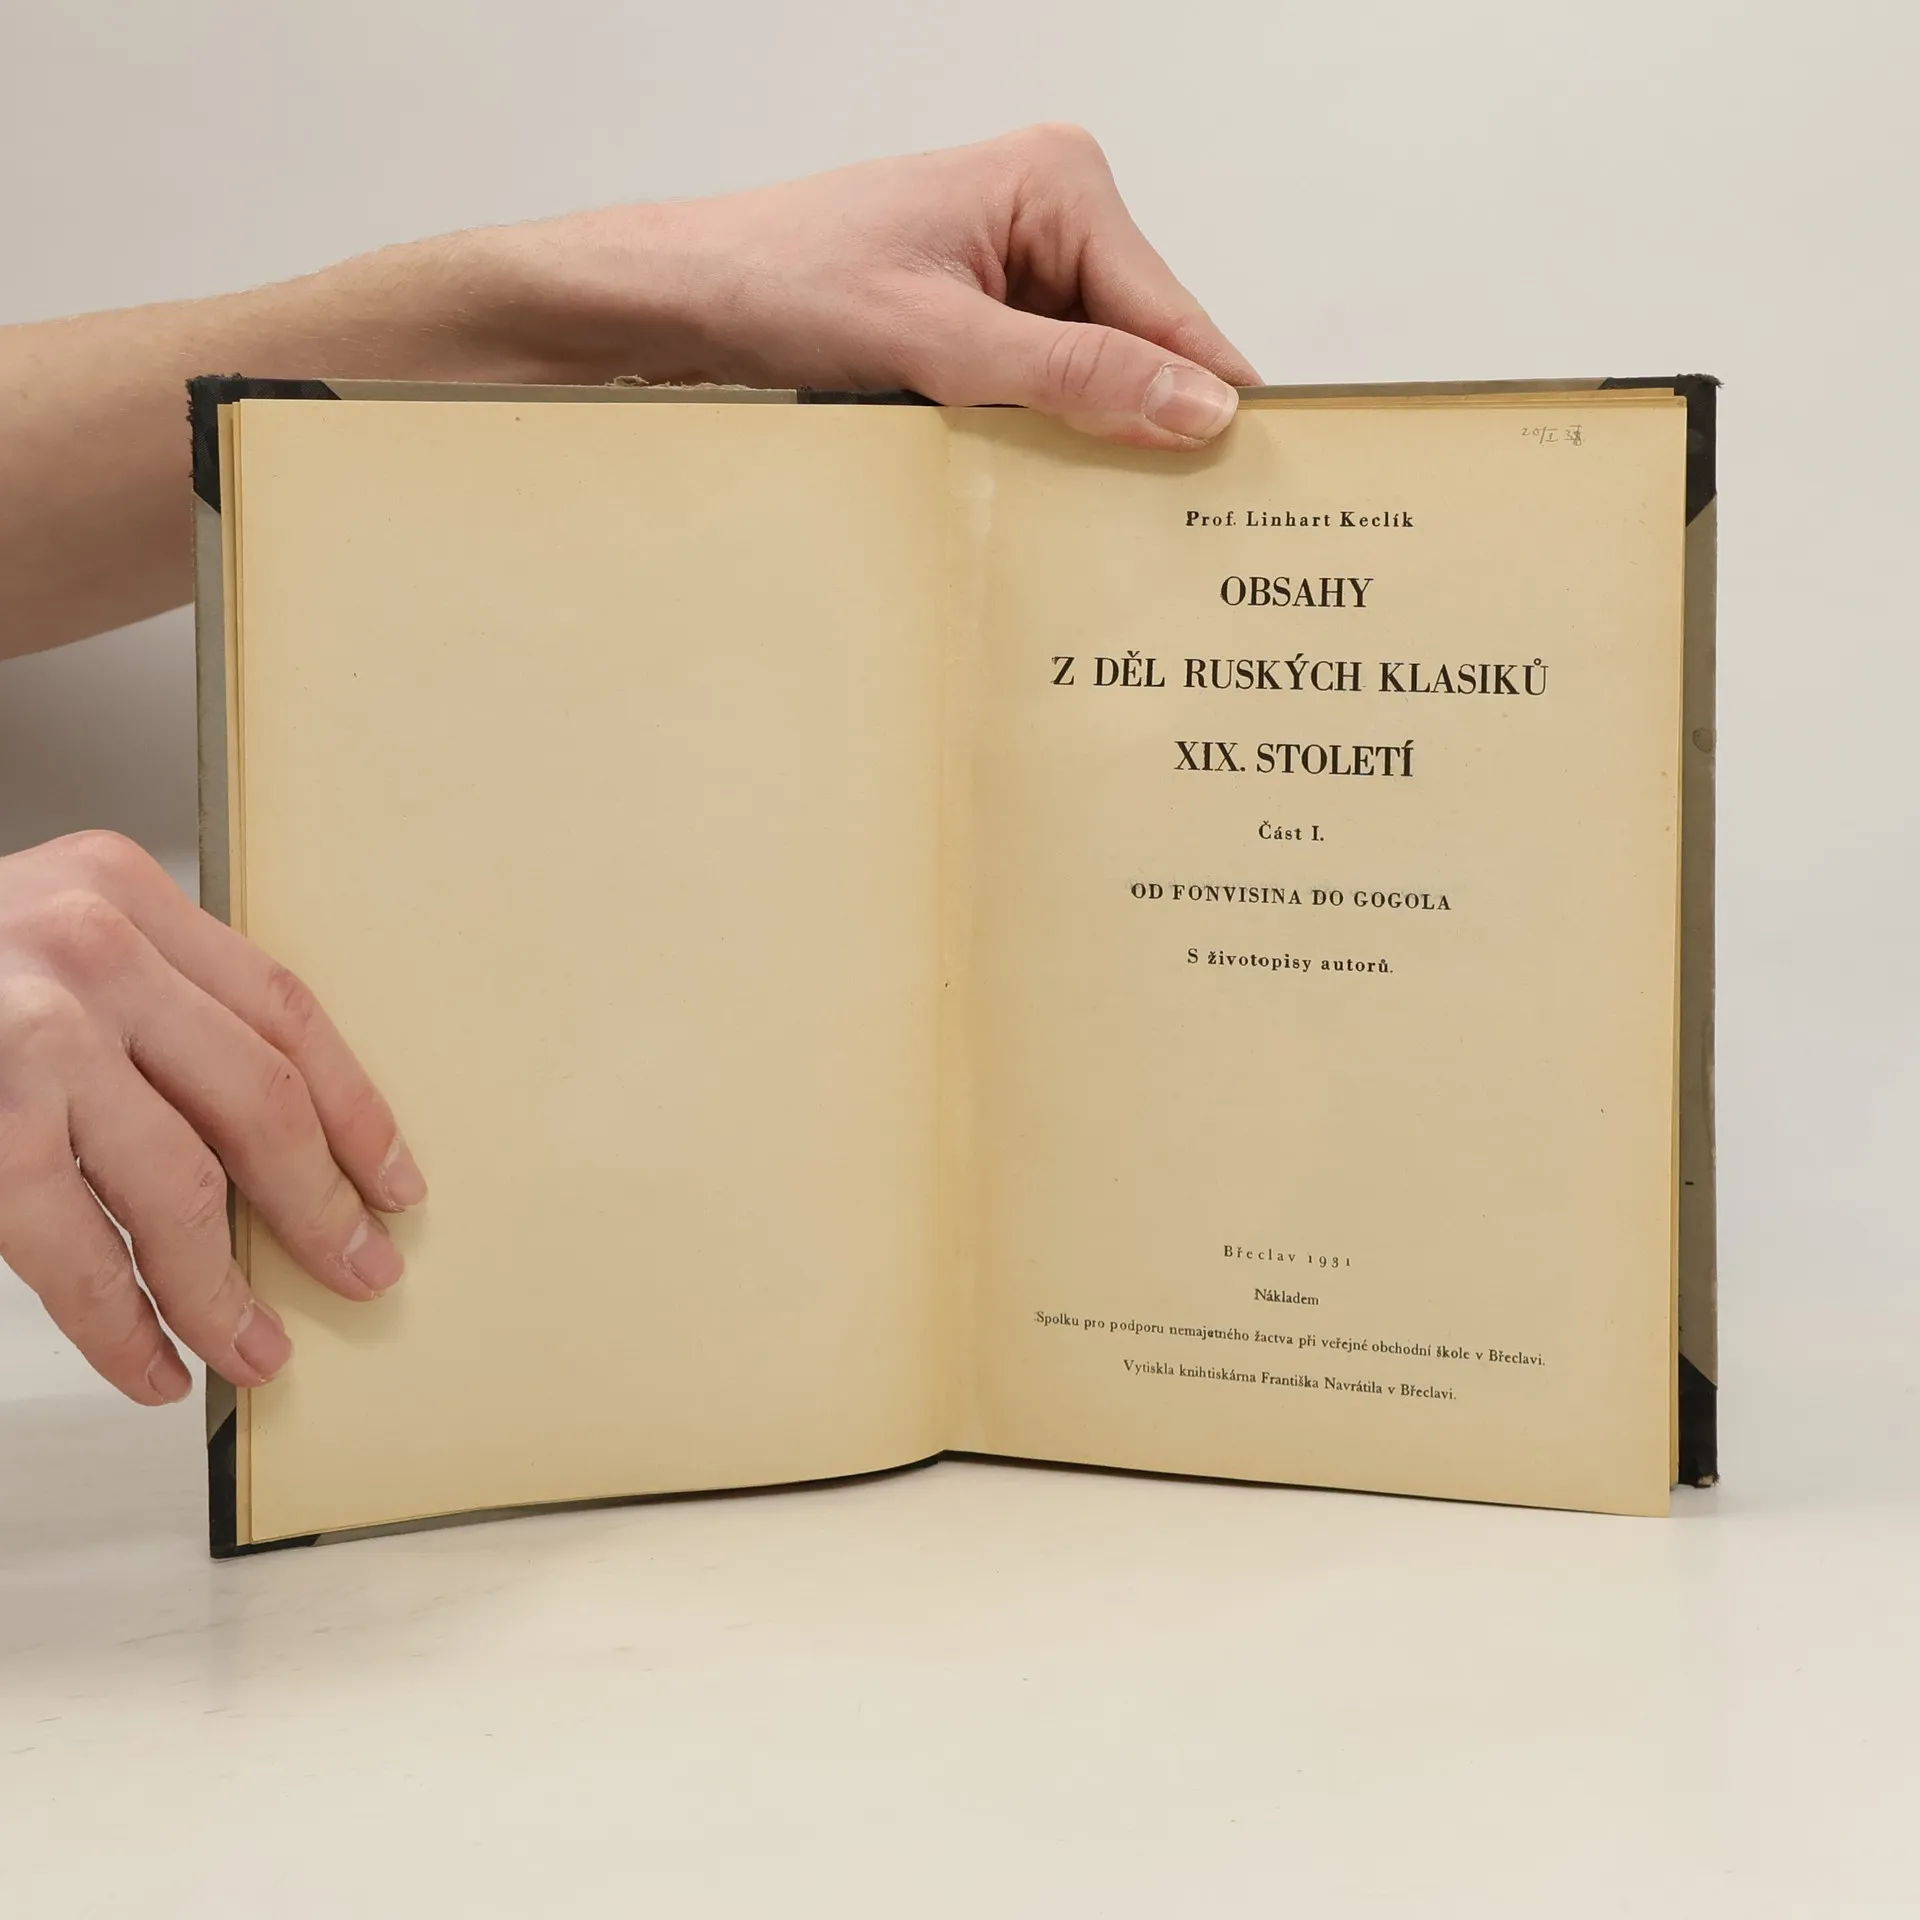 Prof. Linhart Keclík
OBSAHY
Z DĚL RUSKÝCH KLASIKŮ
XIX. STOLETÍ
Část I.
OD FONVISINA DO GOGOLA
S životopisy autorů.
Břeclav 1931
Nákladem
Spolku pro podporu nemajetného žactva při veřejné obchodní škole v Břeclavi.
Vytiskla knihtiskárna Františka Navrátila v Břeclavi.